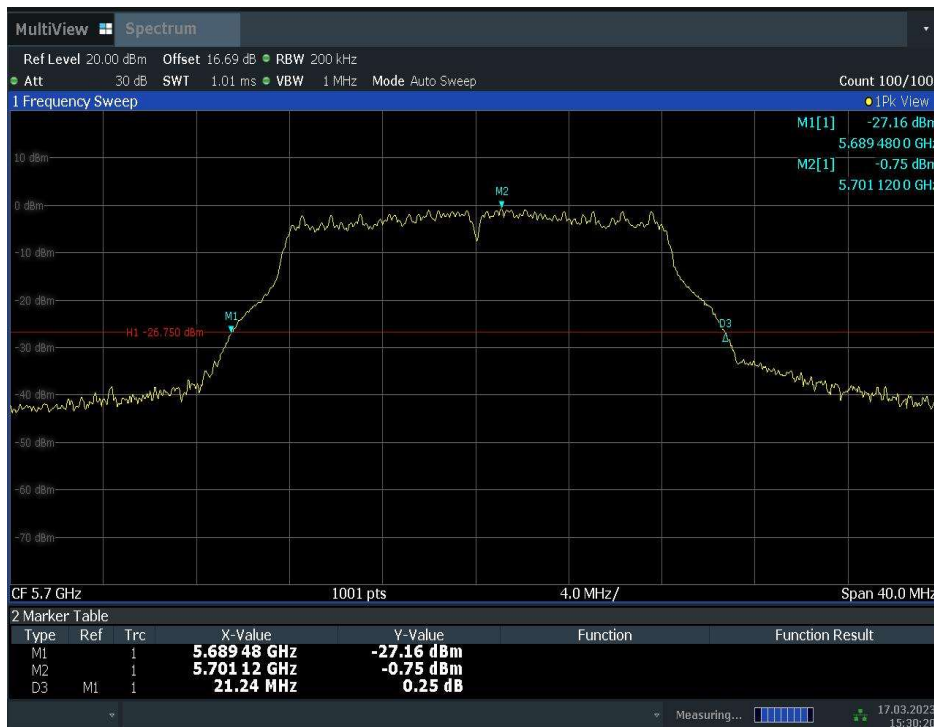 MultiView Spectrum
Ref Level 20.00 dBm Offset 16.69 dB RBW 200 kHz
Att 30 dB SWT 1.01 ms VBW 1 MHz Mode Auto Sweep Count 100/100
1 Frequency Sweep 1Pk View
M1[1] -27.16 dBm
5.689 480 0 GHz
M2[1] -0.75 dBm
5.701 120 0 GHz
10 dBm
M2
0 dBm
-10 dBm
-20 dBm
M1
D3
H1 -26.750 dBm
-30 dBm
-40 dBm
-50 dBm
-60 dBm
-70 dBm
CF 5.7 GHz 1001 pts 4.0 MHz/ Span 40.0 MHz
2 Marker Table
Type Ref Trc X-Value Y-Value Function Function Result
M1 1 5.689 48 GHz -27.16 dBm
M2 1 5.701 12 GHz -0.75 dBm
D3 M1 1 21.24 MHz 0.25 dB
Measuring... 17.03.2023
15:30:20